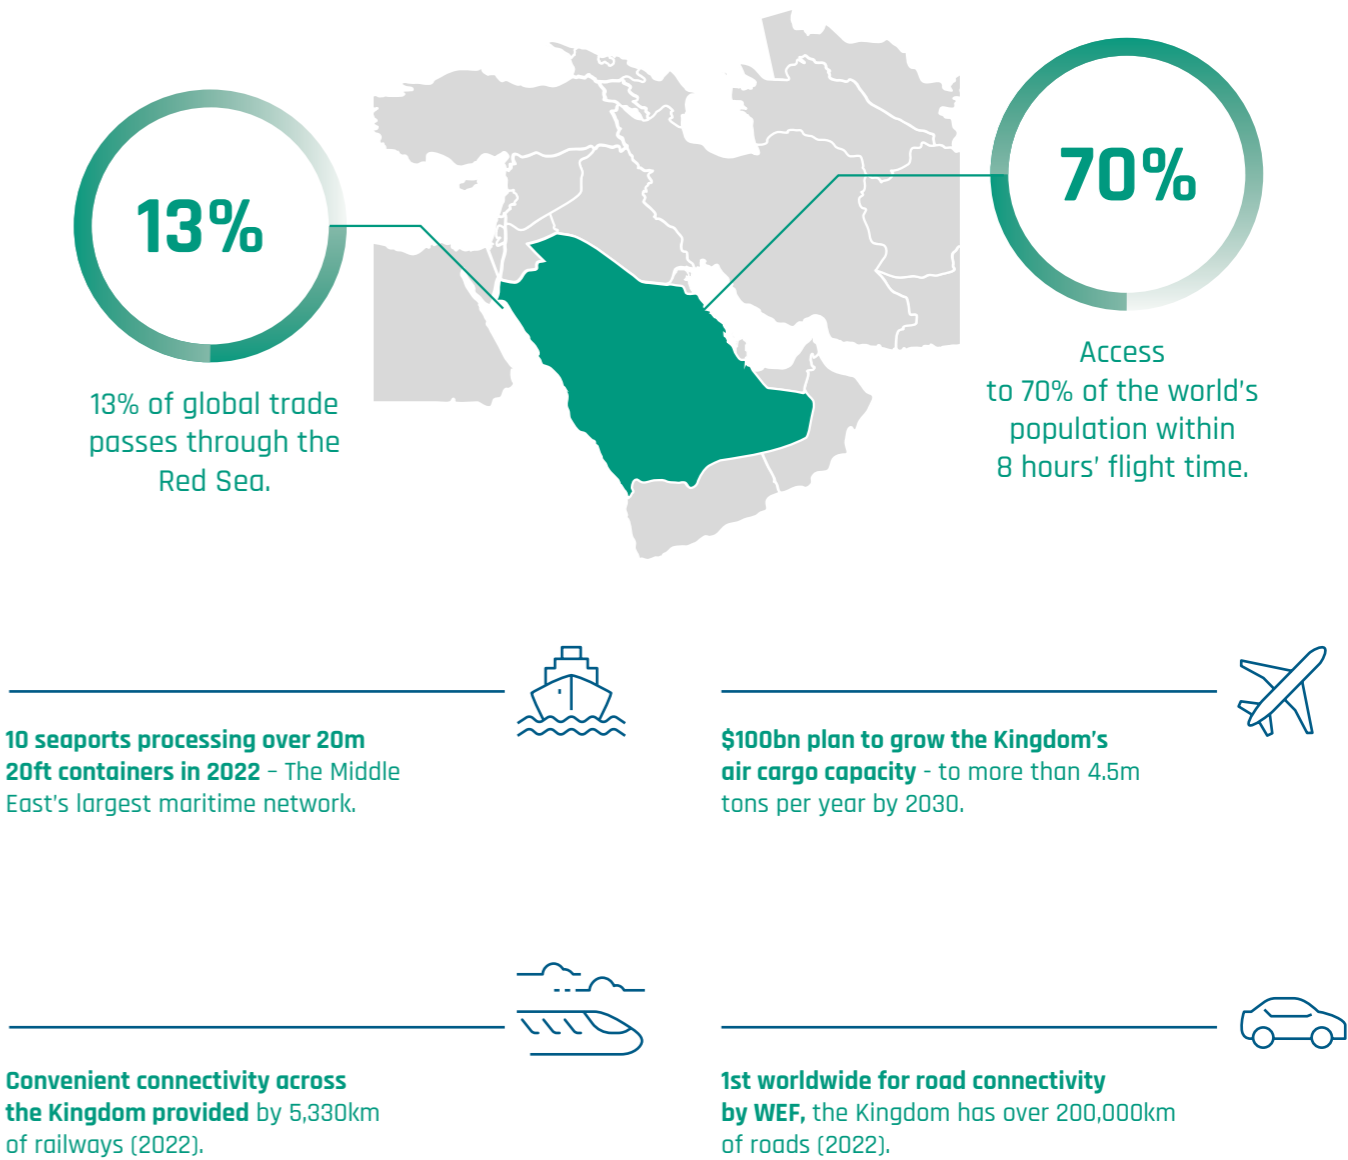 13%
13% of global trade
passes through the
Red Sea.
70%
Access
to 70% of the world’s
population within
8 hours’ flight time.
10 seaports processing over 20m
20ft containers in 2022 – The Middle
East’s largest maritime network.
$100bn plan to grow the Kingdom’s
air cargo capacity - to more than 4.5m
tons per year by 2030.
Convenient connectivity across
the Kingdom provided by 5,330km
of railways (2022).
1st worldwide for road connectivity
by WEF, the Kingdom has over 200,000km
of roads (2022).